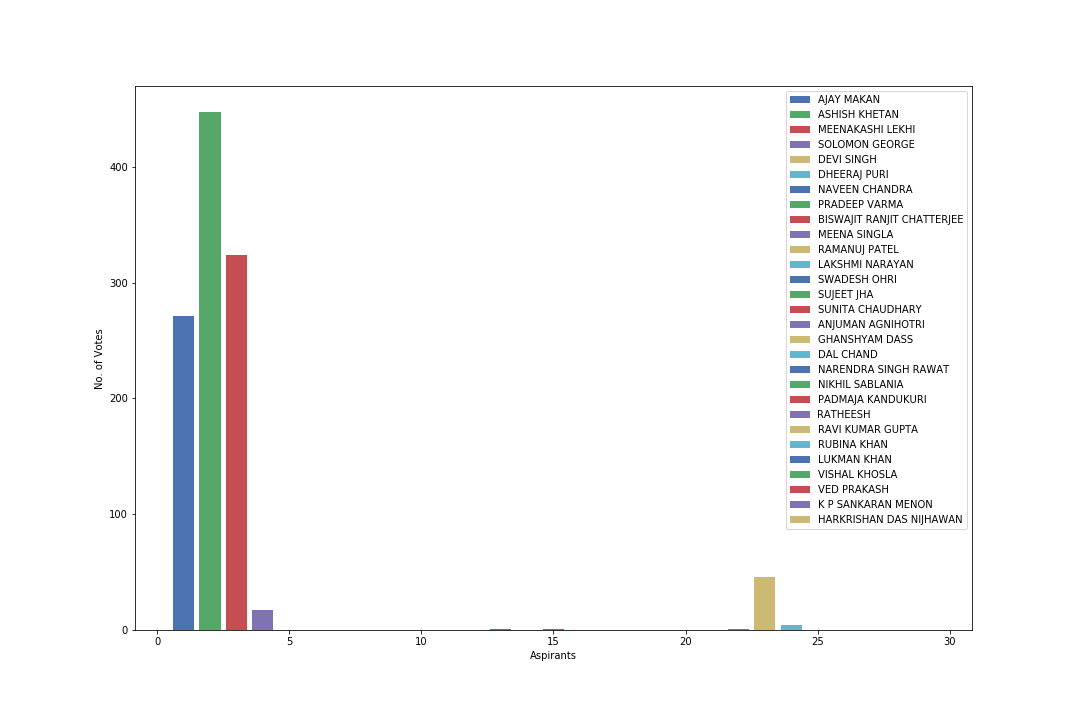 No. of Votes
400
300
200
100
0
0 5 10 15 20 25 30
Aspirants
AJAY MAKAN
ASHISH KHETAN
MEENAKASHI LEKHI
SOLOMON GEORGE
DEVI SINGH
DHEERAJ PURI
NAVEEN CHANDRA
PRADEEP VARMA
BISWAJIT RANJIT CHATTERJEE
MEENA SINGLA
RAMANUJ PATEL
LAKSHMI NARAYAN
SWADESH OHRI
SUJEET JHA
SUNITA CHAUDHARY
ANJUMAN AGNIHOTRI
GHANSHYAM DASS
DAL CHAND
NARENDRA SINGH RAWAT
NIKHIL SABLANIA
PADMAJA KANDUKURI
RATHEESH
RAVI KUMAR GUPTA
RUBINA KHAN
LUKMAN KHAN
VISHAL KHOSLA
VED PRAKASH
K P SANKARAN MENON
HARKRISHAN DAS NIJHAWAN